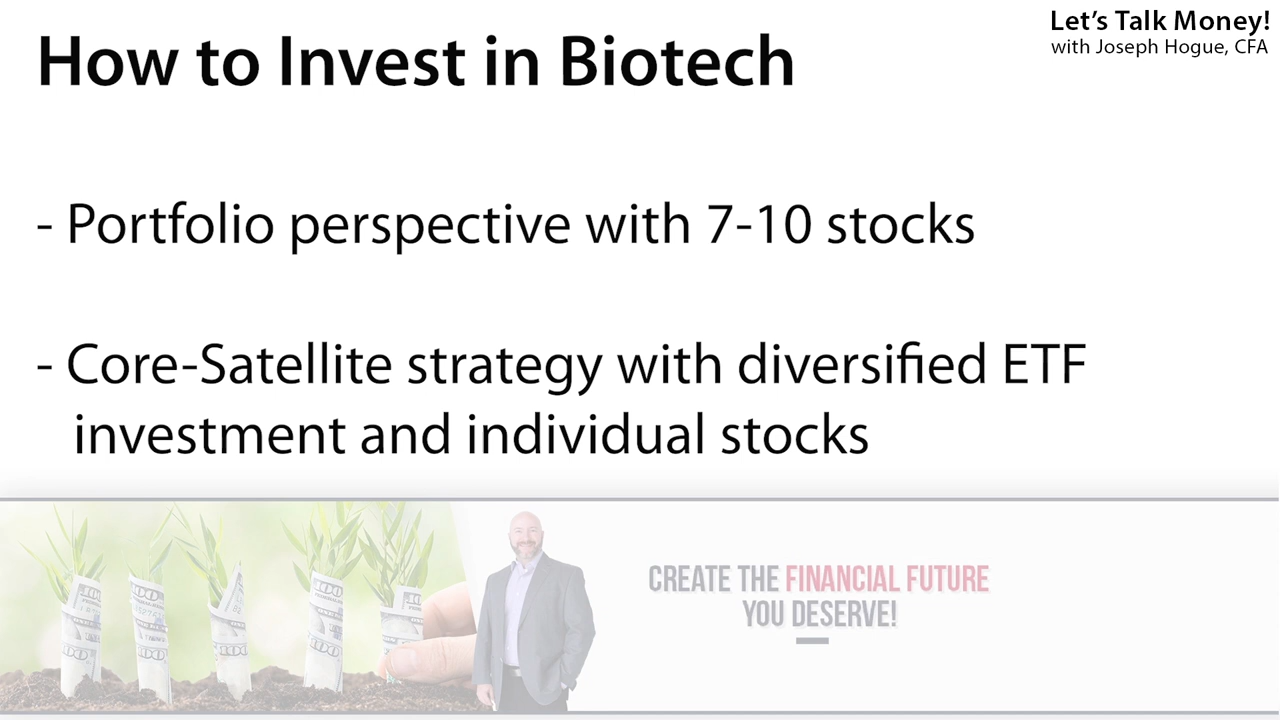 Let's Talk Money!
with Joseph Hogue, CFA
How to Invest in Biotech
- Portfolio perspective with 7-10 stocks
- Core-Satellite strategy with diversified ETF
investment and individual stocks
CREATE THE FINANCIAL FUTURE
YOU DESERVE!